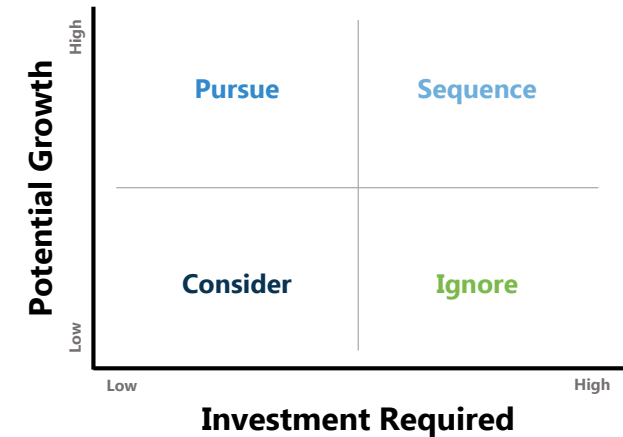 High
Potential Growth
Low
Pursue
Sequence
Consider
Ignore
Low
High
Investment Required